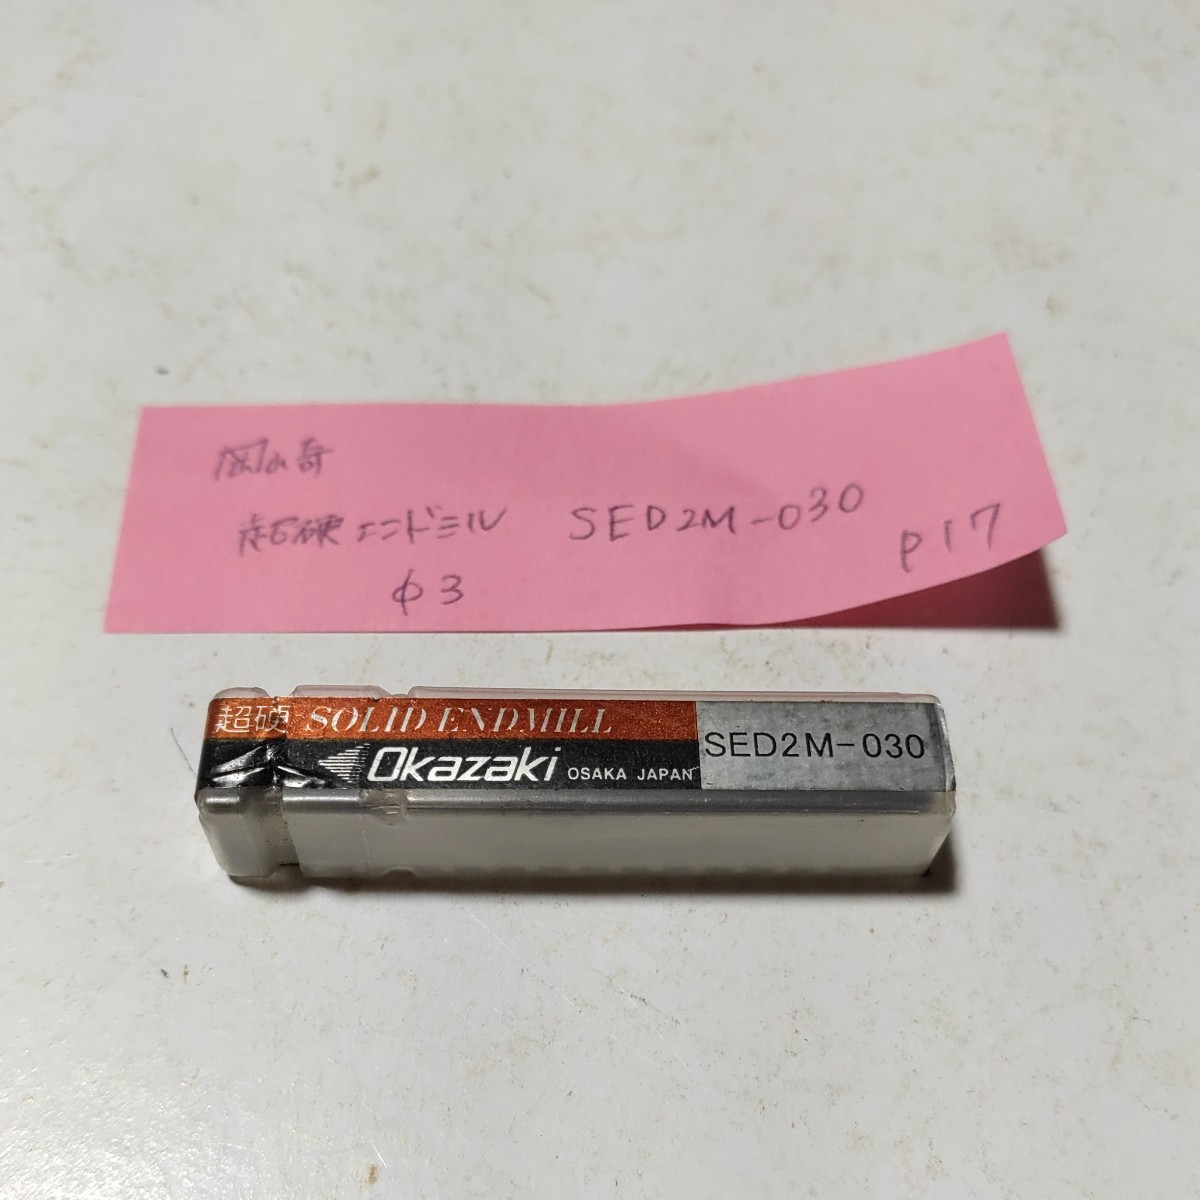 岡崎
超硬エンドミル SED2M-030
φ3
P17
超硬 SOLID ENDMILL
Okazaki OSAKA JAPAN
SED2M-030